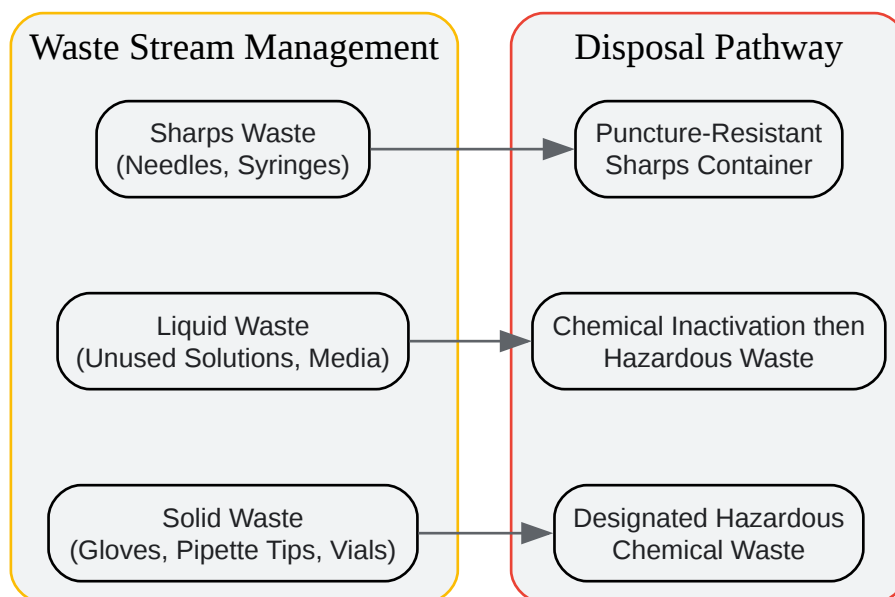 Waste Stream Management
Disposal Pathway
Sharps Waste
(Needles, Syringes)
Puncture-Resistant
Sharps Container
Liquid Waste
(Unused Solutions, Media)
Chemical Inactivation then
Hazardous Waste
Solid Waste
(Gloves, Pipette Tips, Vials)
Designated Hazardous
Chemical Waste